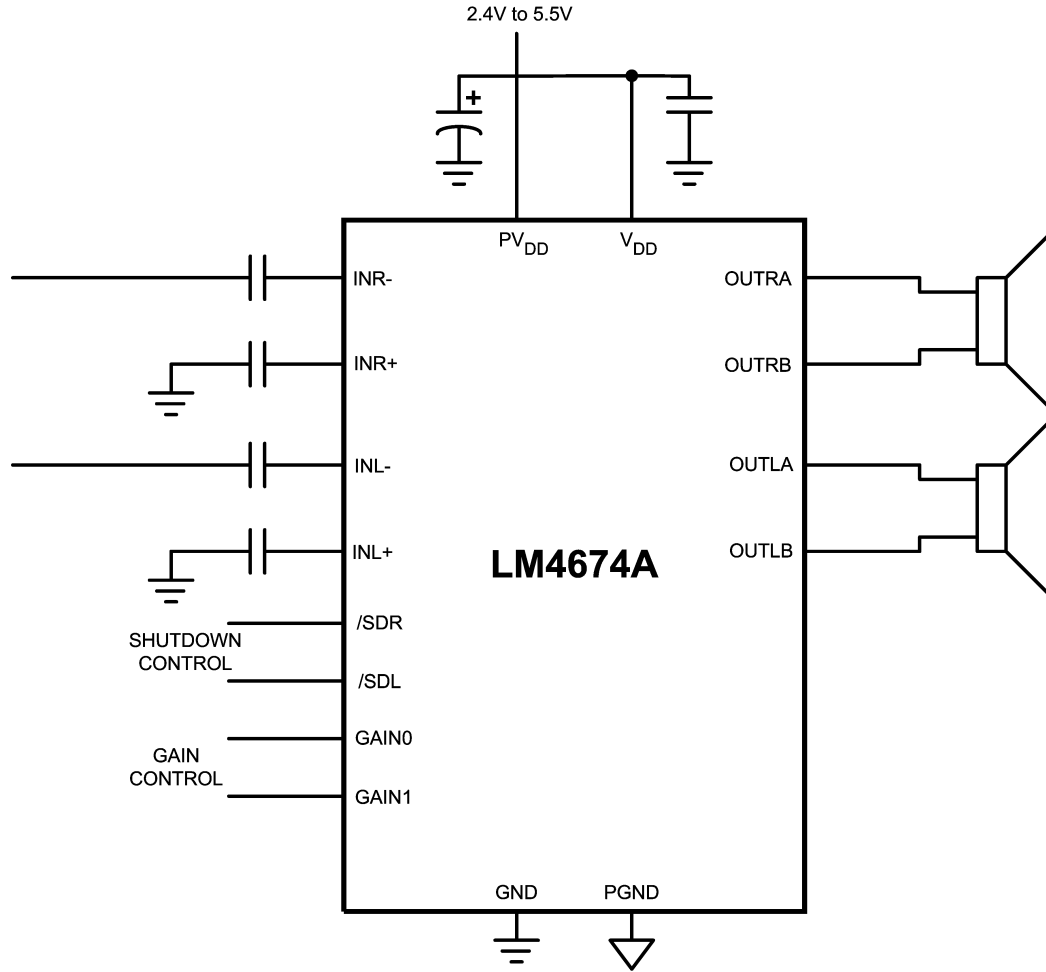 2.4V to 5.5V
+
PVDD
VDD
INR-
OUTRA
INR+
OUTRB
INL-
OUTLA
INL+
OUTLB
LM4674A
/SDR
SHUTDOWN
CONTROL
/SDL
GAIN0
GAIN
CONTROL
GAIN1
GND
PGND